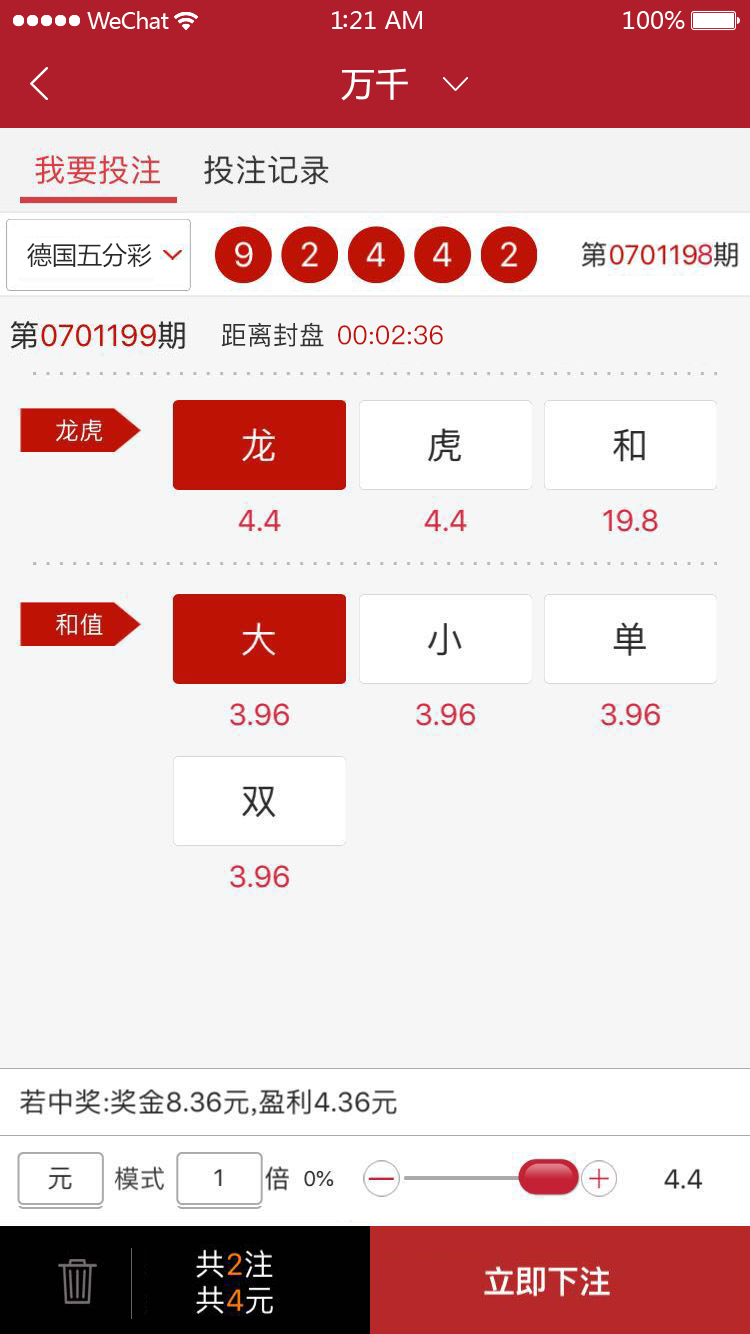 WeChat 1:21 AM 100%
万千
我要投注 投注记录
德国五分彩 9 2 4 4 2 第0701198期
第0701199期 距离封盘 00:02:36
龙虎 龙 虎 和
4.4 4.4 19.8
和值 大 小 单
3.96 3.96 3.96
双
3.96
若中奖:奖金8.36元,盈利4.36元
元 模式 1 倍 0% 4.4
共2注
共4元
立即下注